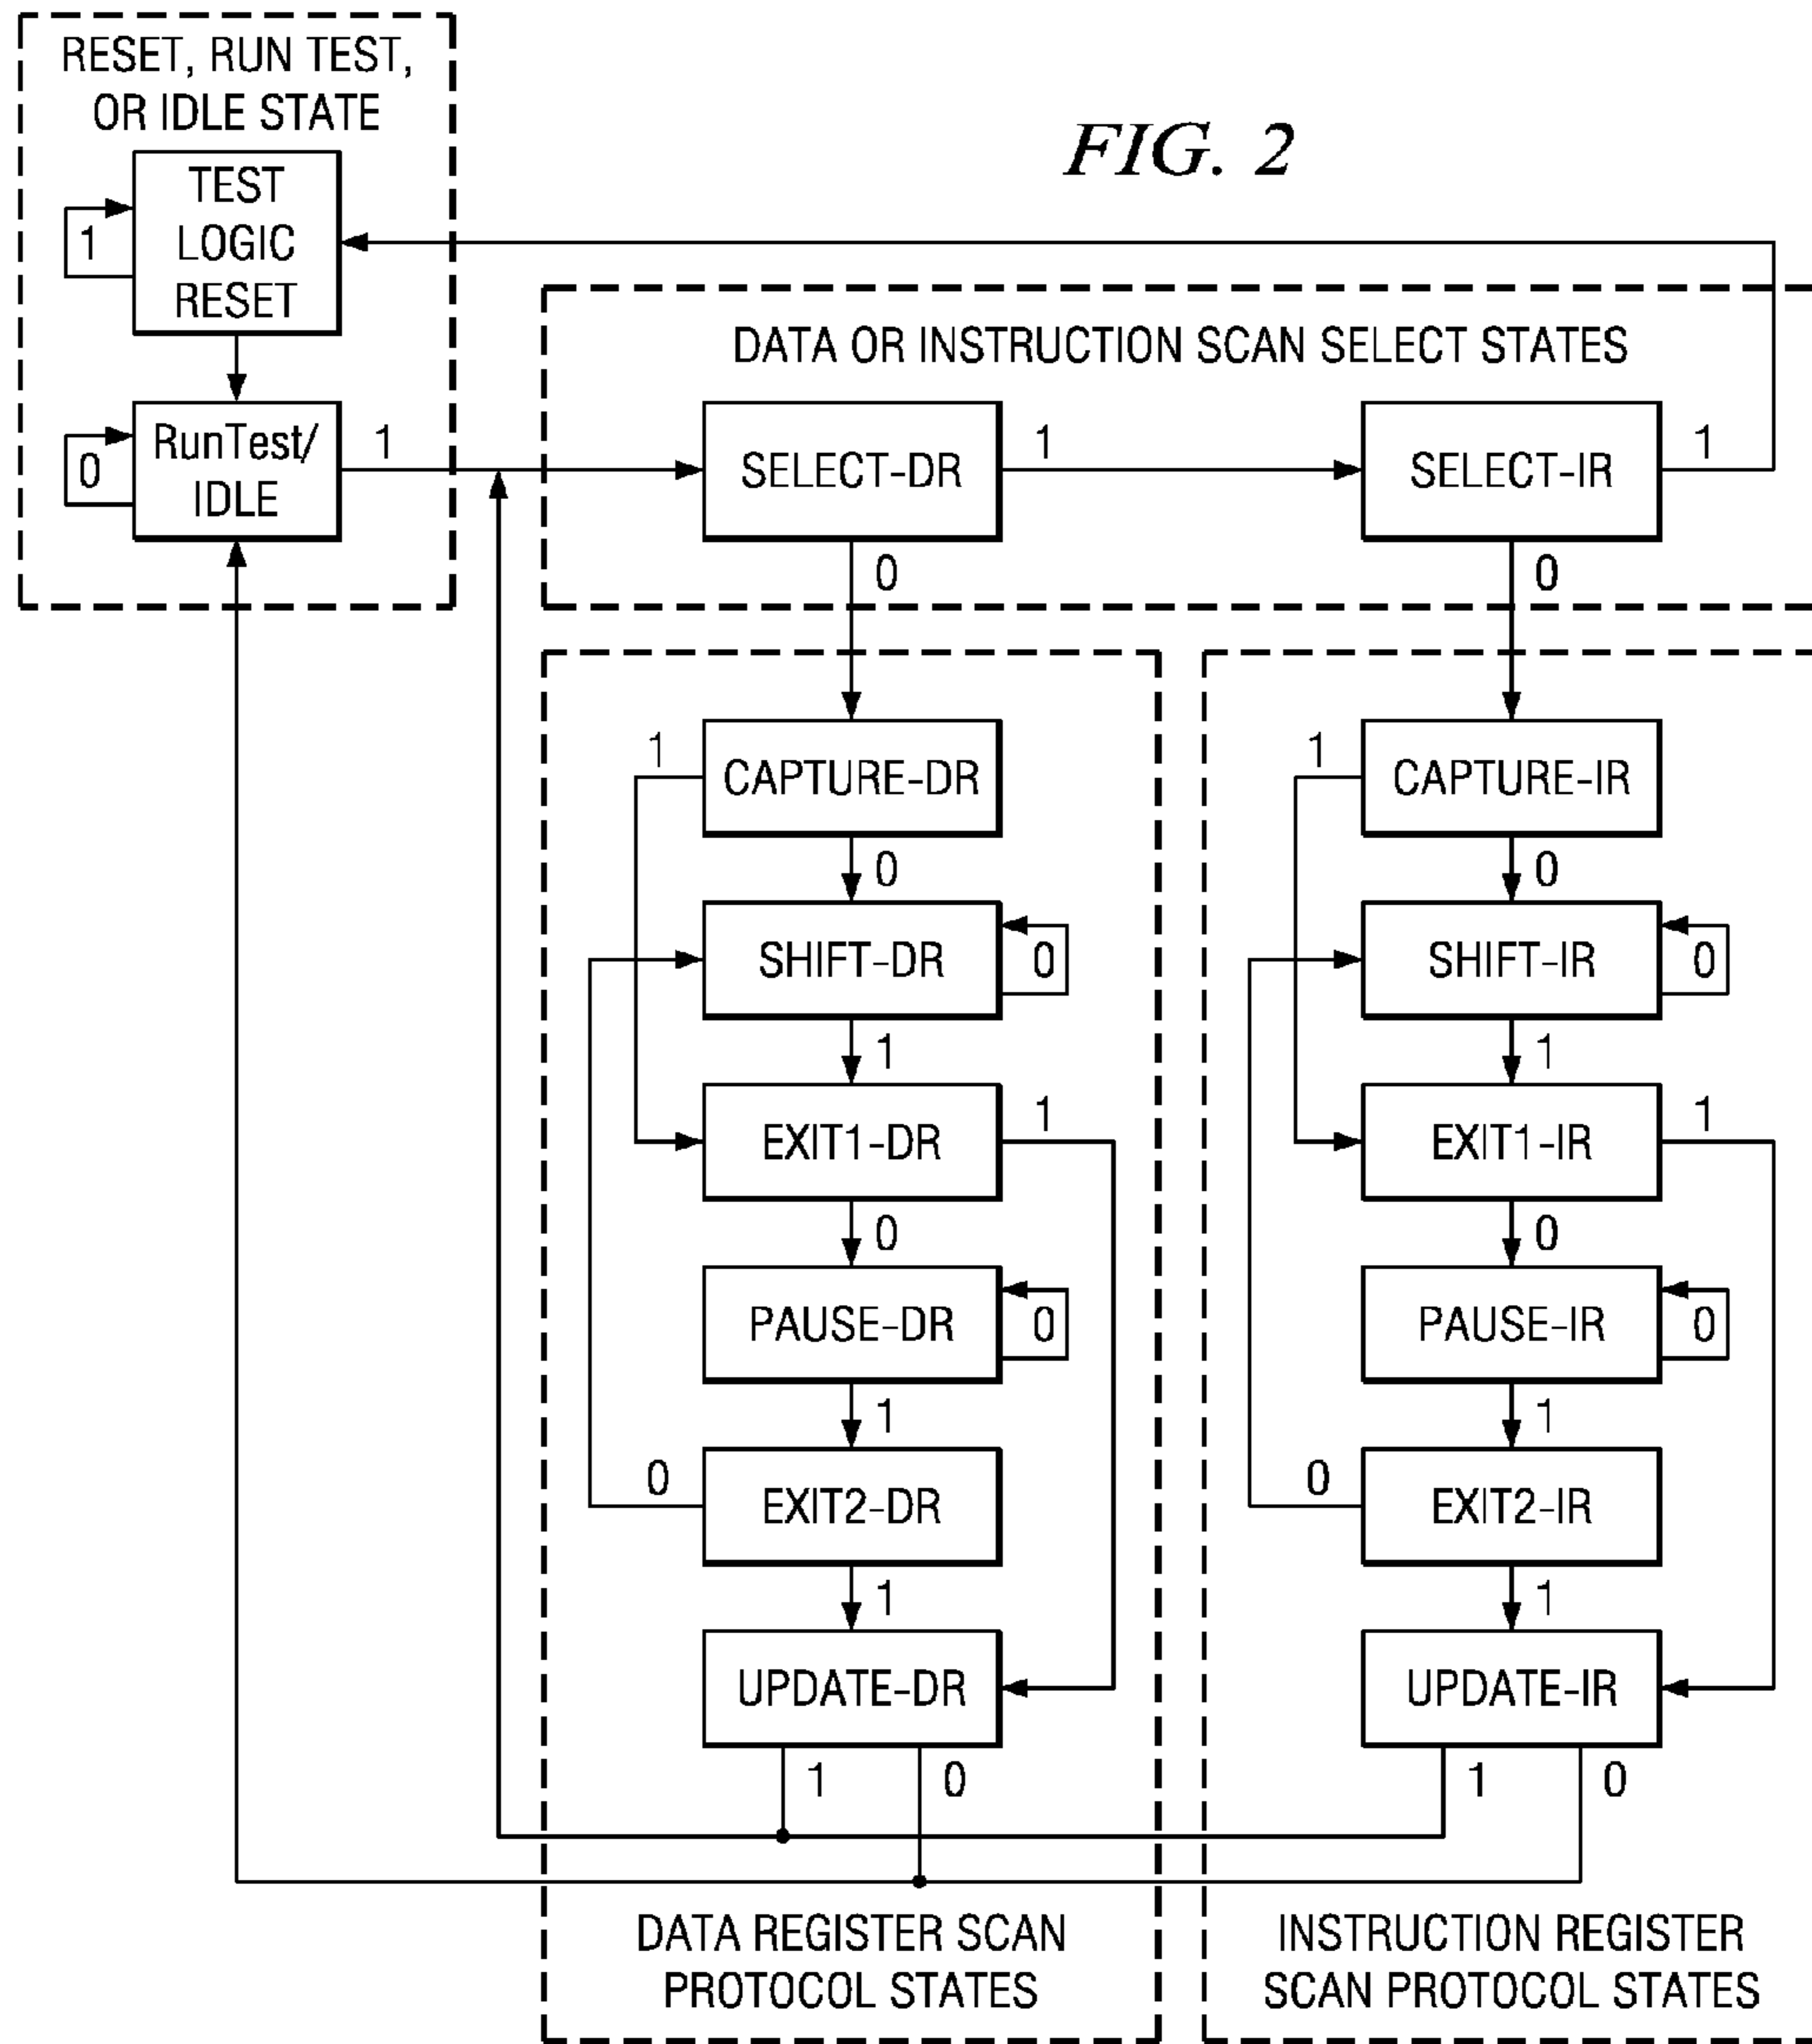 RESET, RUN TEST,
OR IDLE STATE
FIG. 2
TEST
LOGIC
RESET
1
DATA OR INSTRUCTION SCAN SELECT STATES
RunTest/
IDLE
0
1
SELECT-DR
1
0
SELECT-IR
1
0
CAPTURE-DR
1
0
SHIFT-DR
0
1
EXIT1-DR
1
0
PAUSE-DR
0
1
EXIT2-DR
0
1
UPDATE-DR
1
0
DATA REGISTER SCAN
PROTOCOL STATES
CAPTURE-IR
1
0
SHIFT-IR
0
1
EXIT1-IR
1
0
PAUSE-IR
0
1
EXIT2-IR
0
1
UPDATE-IR
1
0
INSTRUCTION REGISTER
SCAN PROTOCOL STATES